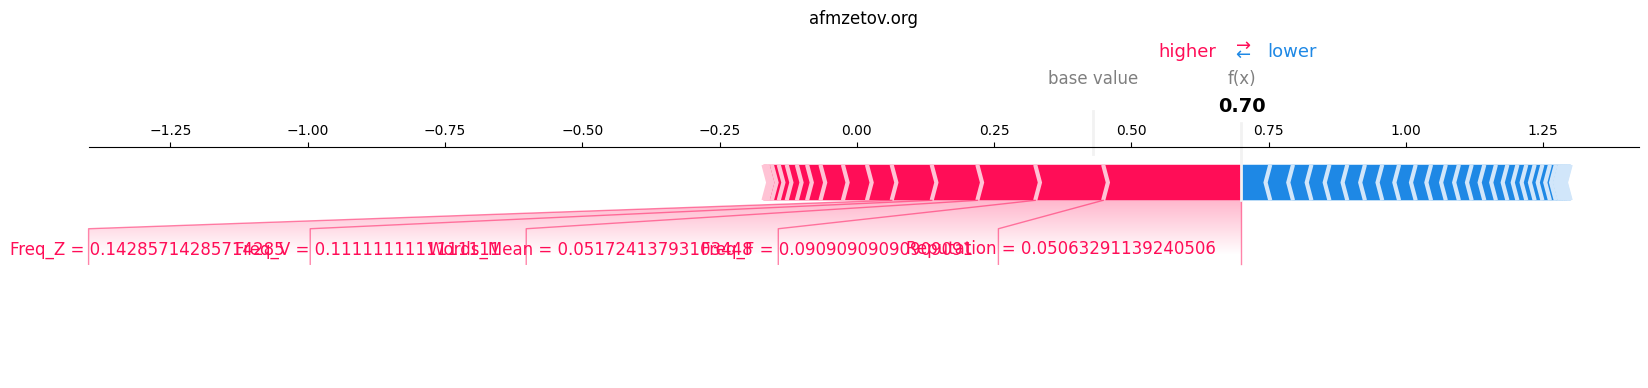 afmzetov.org
higher ⇄ lower
base value f(x)
0.70
−1.25 −1.00 −0.75 −0.50 −0.25 0.00 0.25 0.50 0.75 1.00 1.25
Freq_Z = 0.14285714285714285 Freq_V = 0.1111111111111111 Words_Mean = 0.05172413793103448 Freq_F = 0.09090909090909091 Reputation = 0.05063291139240506